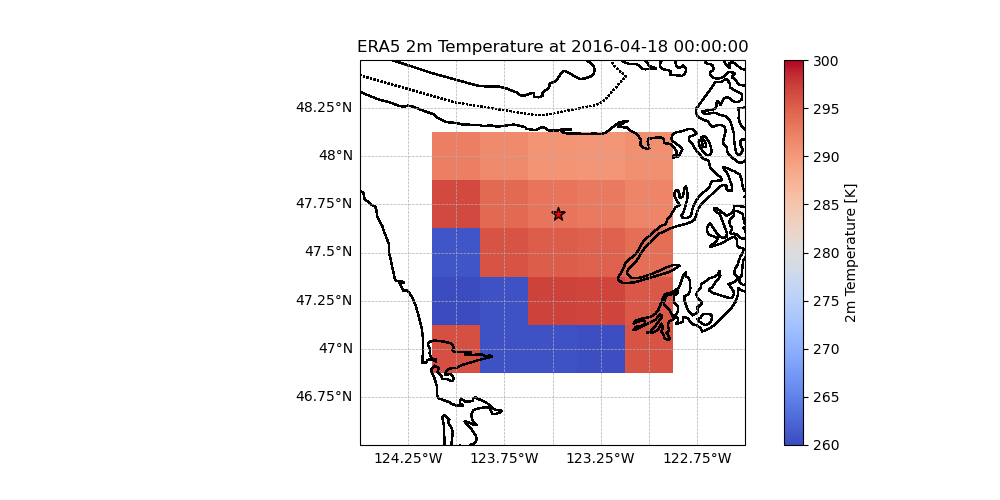 ERA5 2m Temperature at 2016-04-18 00:00:00
48.25°N
48°N
47.75°N
47.5°N
47.25°N
47°N
46.75°N
124.25°W 123.75°W 123.25°W 122.75°W
300
295
290
285
280
275
270
265
260
2m Temperature [K]